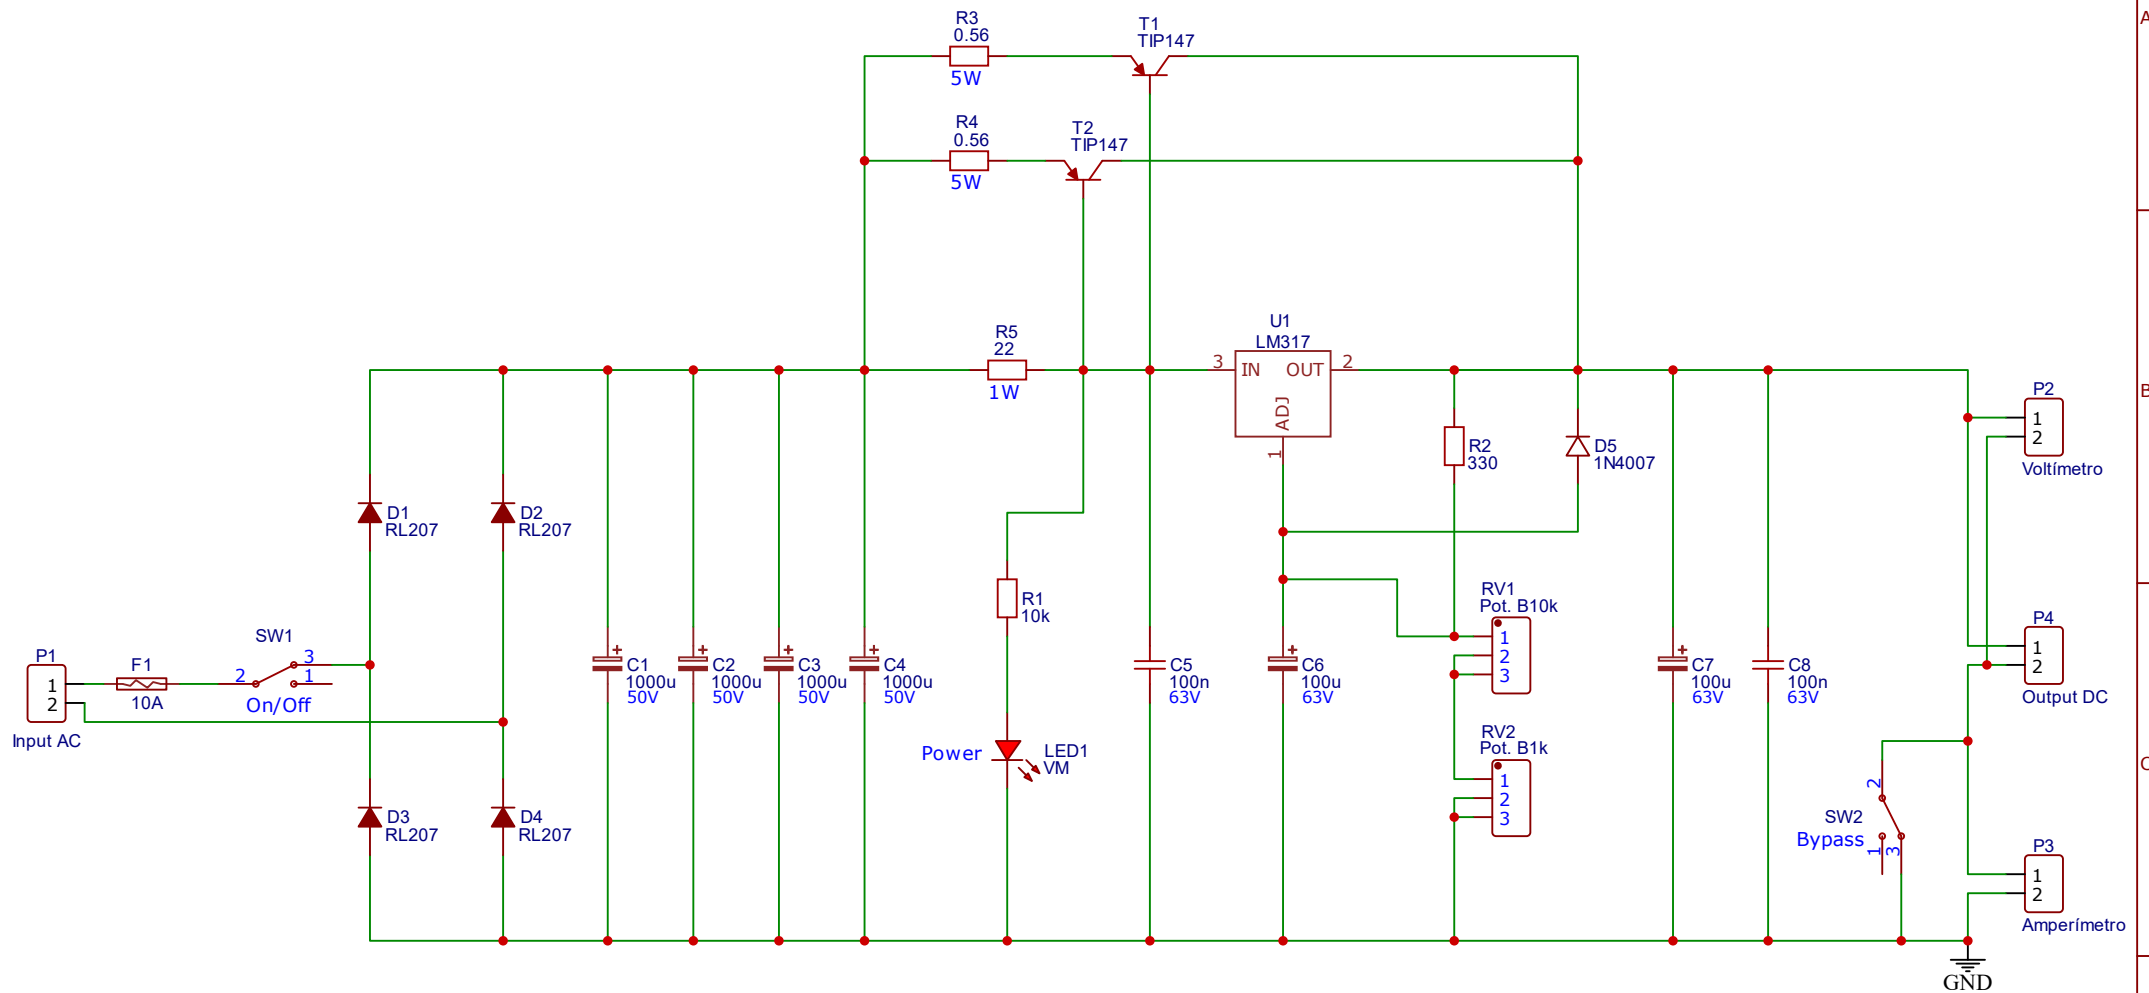 R3
0.56
5W
T1
TIP147
A
R4
0.56
5W
T2
TIP147
R5
22
1W
U1
LM317
3
IN
OUT
2
ADJ
1
R2
330
D5
1N4007
P2
1
2
Voltímetro
B
D1
RL207
D2
RL207
P1
1
2
Input AC
F1
10A
SW1
2
3
1
On/Off
C1
1000u
50V
C2
1000u
50V
C3
1000u
50V
C4
1000u
50V
R1
10k
Power
LED1
VM
C5
100n
63V
C6
100u
63V
RV1
Pot. B10k
1
2
3
RV2
Pot. B1k
1
2
3
C7
100u
63V
C8
100n
63V
P4
1
2
Output DC
C
D3
RL207
D4
RL207
SW2
Bypass
2
1
3
P3
1
2
Amperímetro
GND